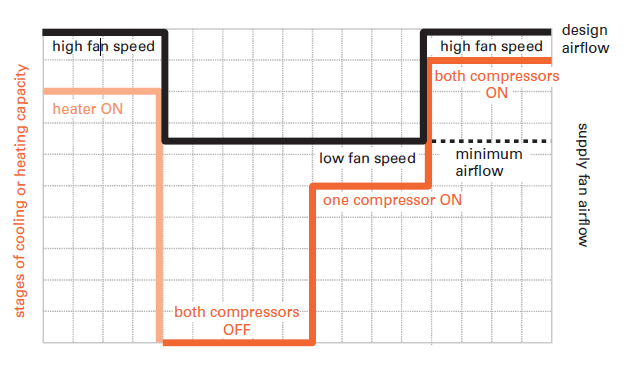 high fan speed
high fan speed
design
airflow
both compressors
ON
heater ON
low fan speed
minimum
airflow
one compressor ON
both compressors
OFF
stages of cooling or heating capacity
supply fan airflow